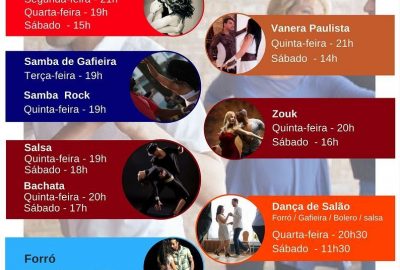 Segunda-feira - 21h
Quarta-feira - 19h
Sábado - 15h
Vanera Paulista
Quinta-feira - 21h
Sábado - 14h
Samba de Gafieira
Terça-feira - 19h
Samba Rock
Quinta-feira - 19h
Zouk
Quinta-feira - 20h
Sábado - 16h
Salsa
Quinta-feira - 19h
Sábado - 18h
Bachata
Quinta-feira - 20h
Sábado - 17h
Dança de Salão
Forró / Gafieira / Bolero / salsa
Quarta-feira - 20h30
Sábado - 11h30
Forró